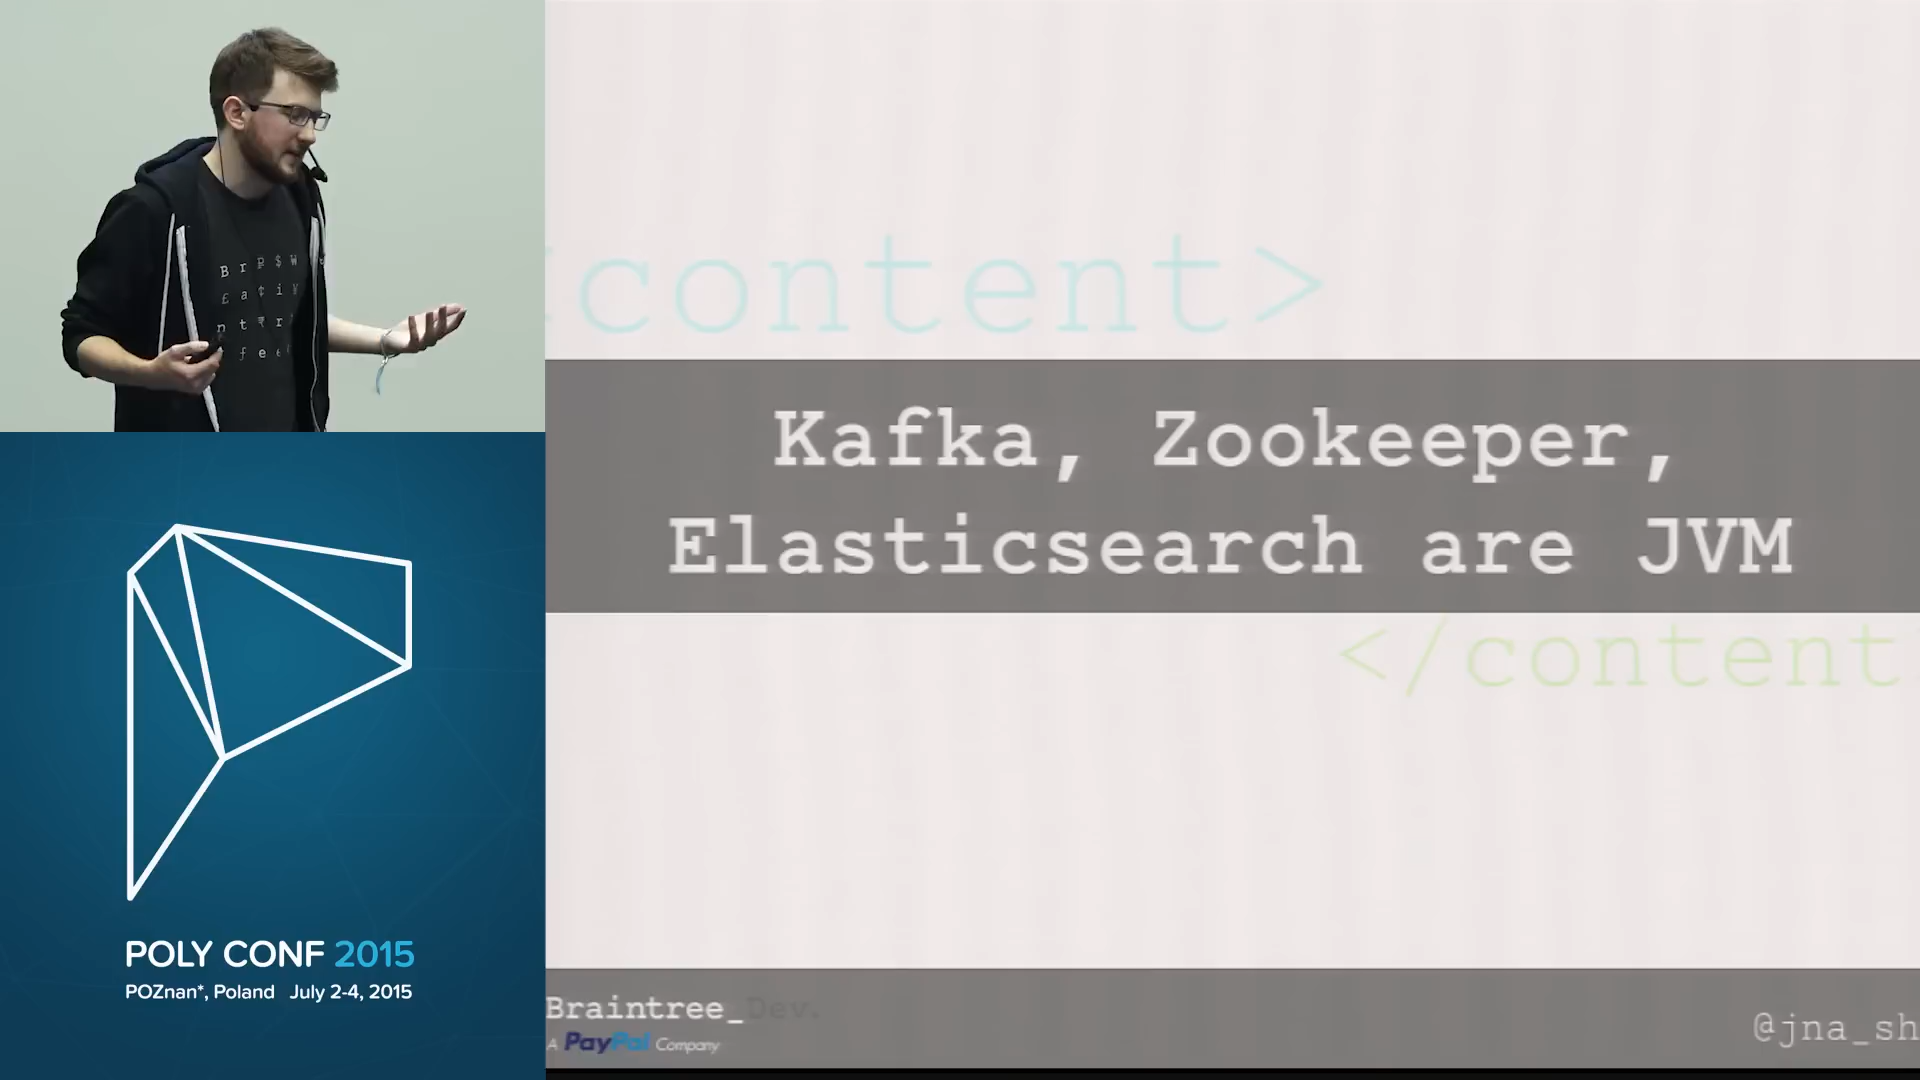 <content>
Kafka, Zookeeper,
Elasticsearch are JVM
</content
Braintree_Dev.
A PayPal Company
@jna_sh
POLY CONF 2015
POZnan*, Poland July 2-4, 2015